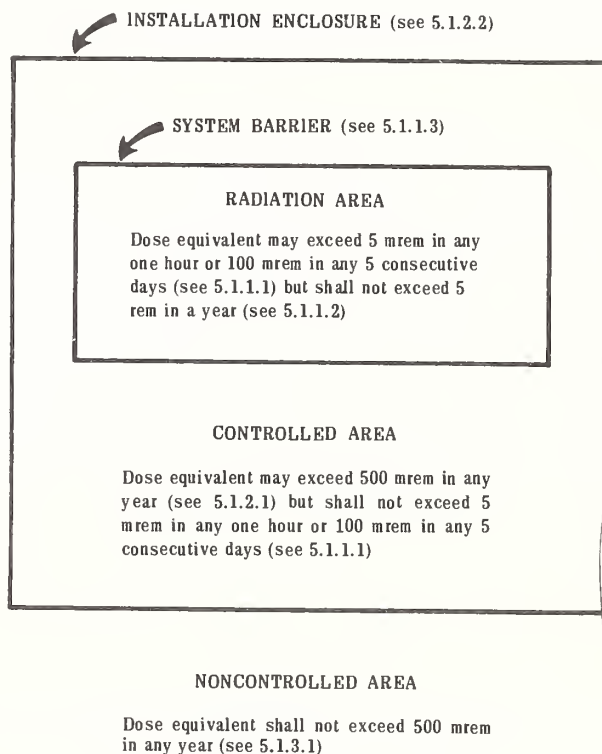 INSTALLATION ENCLOSURE (see 5.1.2.2)
SYSTEM BARRIER (see 5.1.1.3)
RADIATION AREA
Dose equivalent may exceed 5 mrem in any
one hour or 100 mrem in any 5 consecutive
days (see 5.1.1.1) but shall not exceed 5
rem in a year (see 5.1.1.2)
CONTROLLED AREA
Dose equivalent may exceed 500 mrem in any
year (see 5.1.2.1) but shall not exceed 5
mrem in any one hour or 100 mrem in any 5
consecutive days (see 5.1.1.1)
NONCONTROLLED AREA
Dose equivalent shall not exceed 500 mrem
in any year (see 5.1.3.1)